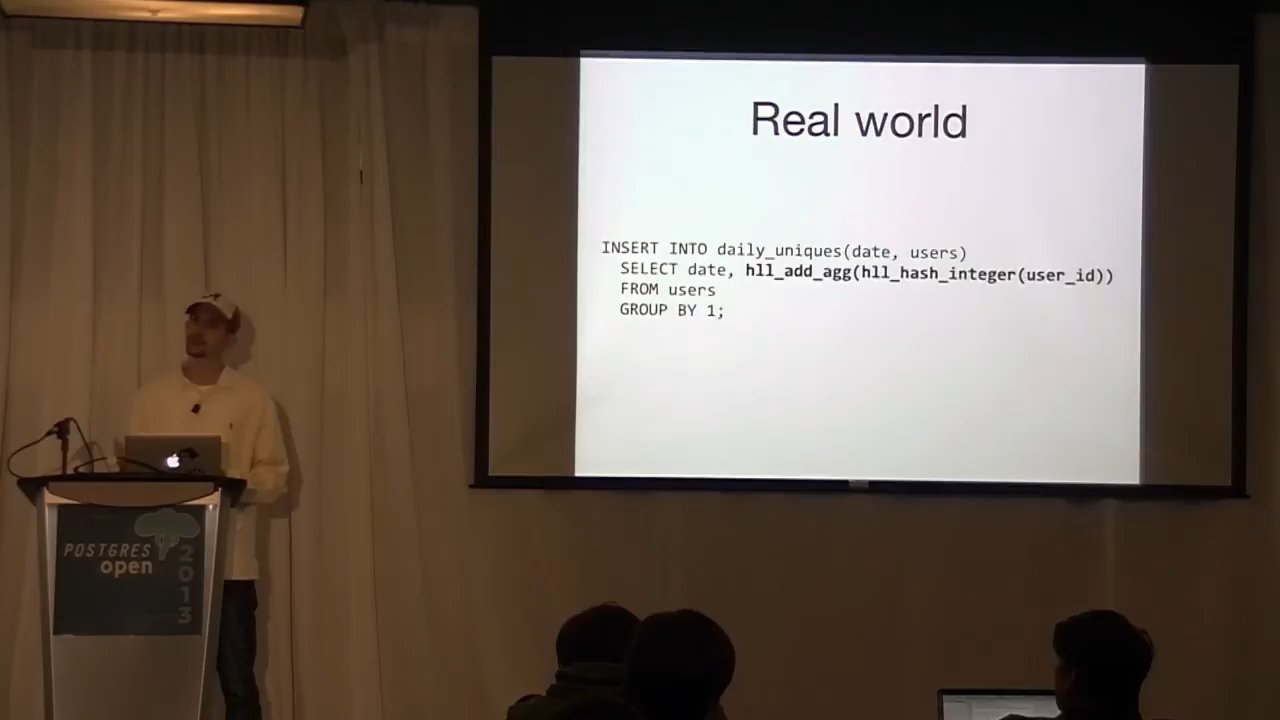 Real world
INSERT INTO daily_uniques(date, users)
SELECT date, hll_add_agg(hll_hash_integer(user_id))
FROM users
GROUP BY 1;
POSTGRES
open
2013